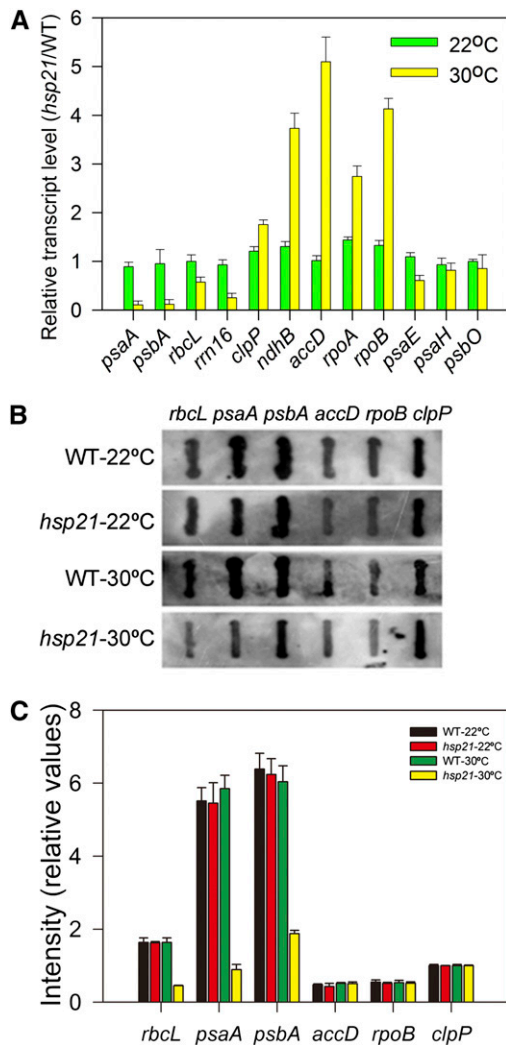 A
Relative transcript level (hsp21/WT)
6
5
4
3
2
1
0
22ºC
30ºC
psaA psbA rbcL rrn16 clpP ndhB accD rpoA rpoB psaE psaH psbO
B
rbcL psaA psbA accD rpoB clpP
WT-22ºC
hsp21-22ºC
WT-30ºC
hsp21-30ºC
C
Intensity (relative values)
8
6
4
2
0
WT-22ºC
hsp21-22ºC
WT-30ºC
hsp21-30ºC
rbcL psaA psbA accD rpoB clpP